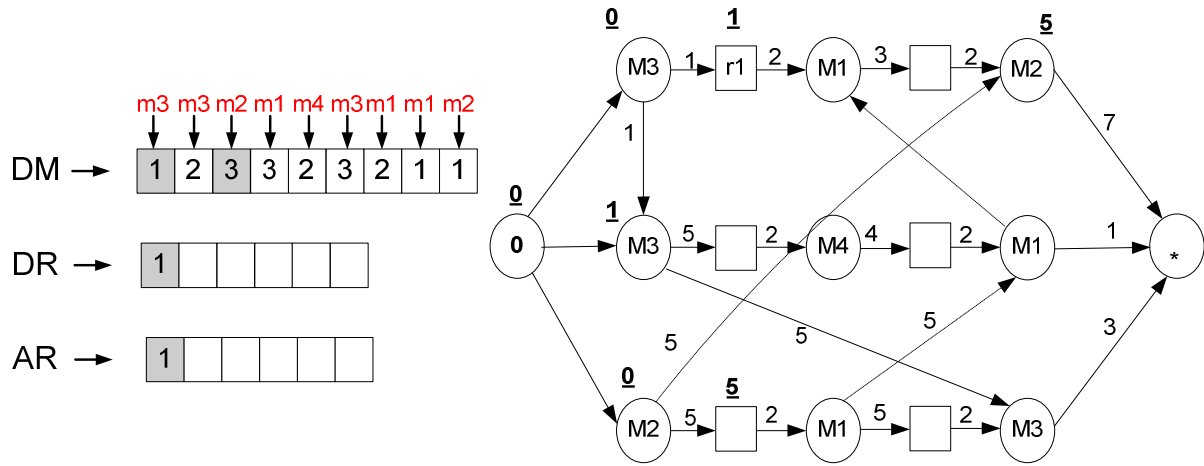 m3 m3 m2 m1 m4 m3 m1 m1 m2
DM 1 2 3 3 2 3 2 1 1
DR 1
AR 1
0 1 5
M3 1 r1 2 M1 3 2 M2
1 7
0 1
0 M3 5 2 M4 4 2 M1 1 *
5 5 5 3
0 5
M2 5 2 M1 5 2 M3